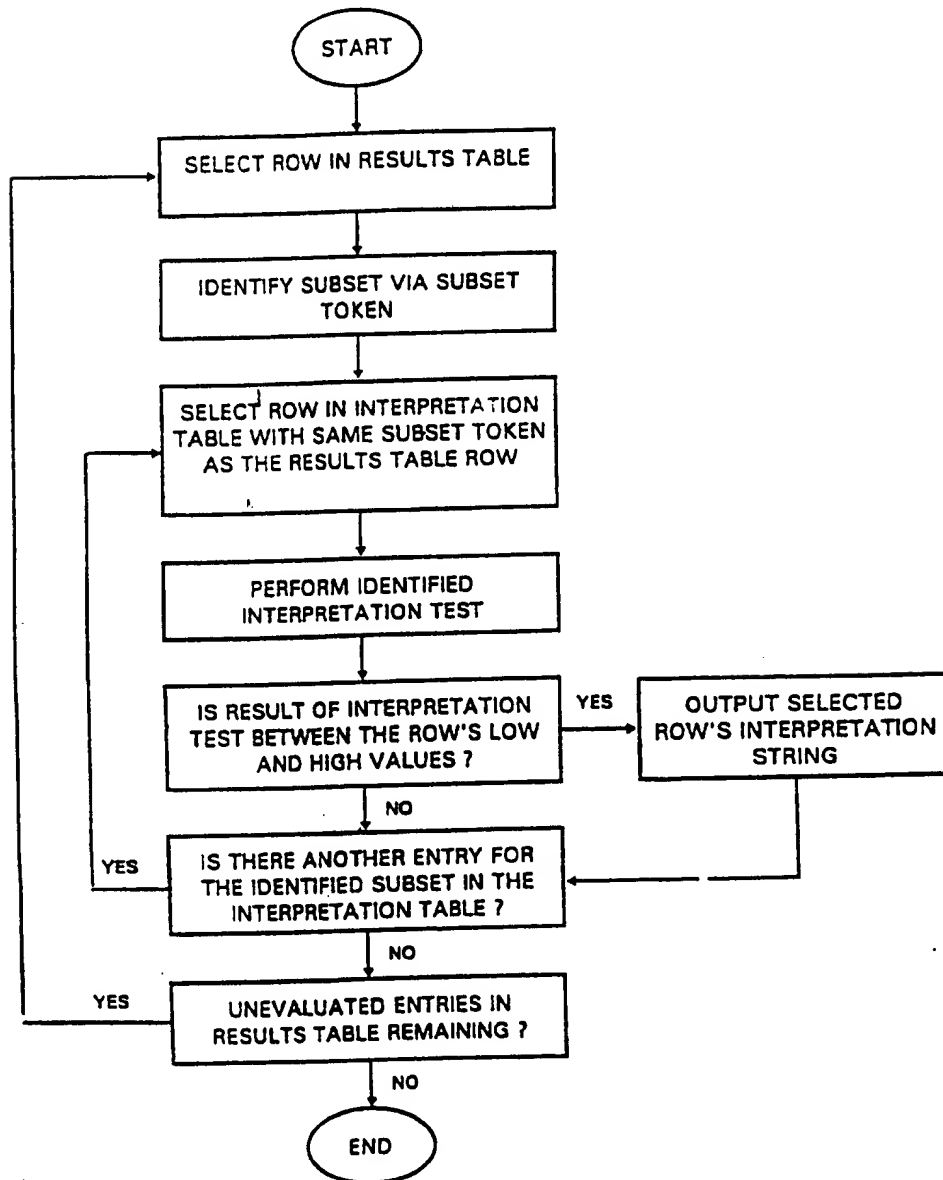 START
SELECT ROW IN RESULTS TABLE
IDENTIFY SUBSET VIA SUBSET
TOKEN
SELECT ROW IN INTERPRETATION
TABLE WITH SAME SUBSET TOKEN
AS THE RESULTS TABLE ROW
PERFORM IDENTIFIED
INTERPRETATION TEST
IS RESULT OF INTERPRETATION
TEST BETWEEN THE ROW'S LOW
AND HIGH VALUES ?
YES
OUTPUT SELECTED
ROW'S INTERPRETATION
STRING
NO
IS THERE ANOTHER ENTRY FOR
THE IDENTIFIED SUBSET IN THE
INTERPRETATION TABLE ?
YES
NO
UNEVALUATED ENTRIES IN
RESULTS TABLE REMAINING ?
YES
NO
END